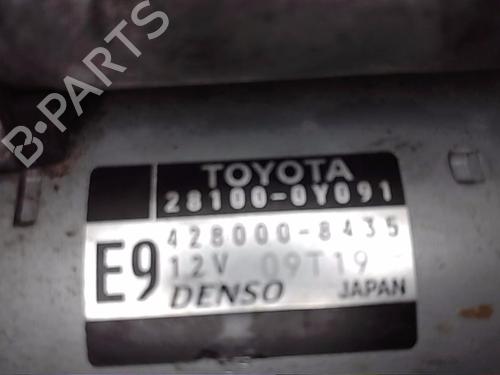 B-PARTS
TOYOTA
28100-0Y091
428000-8435
E9 12V 09T19
DENSO JAPAN